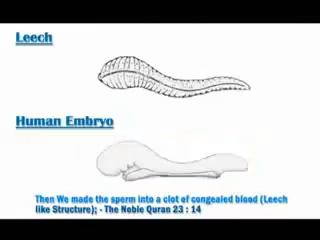 Leech
Human Embryo
Then We made the sperm into a clot of congealed blood (Leech
like Structure); - The Noble Quran 23 : 14